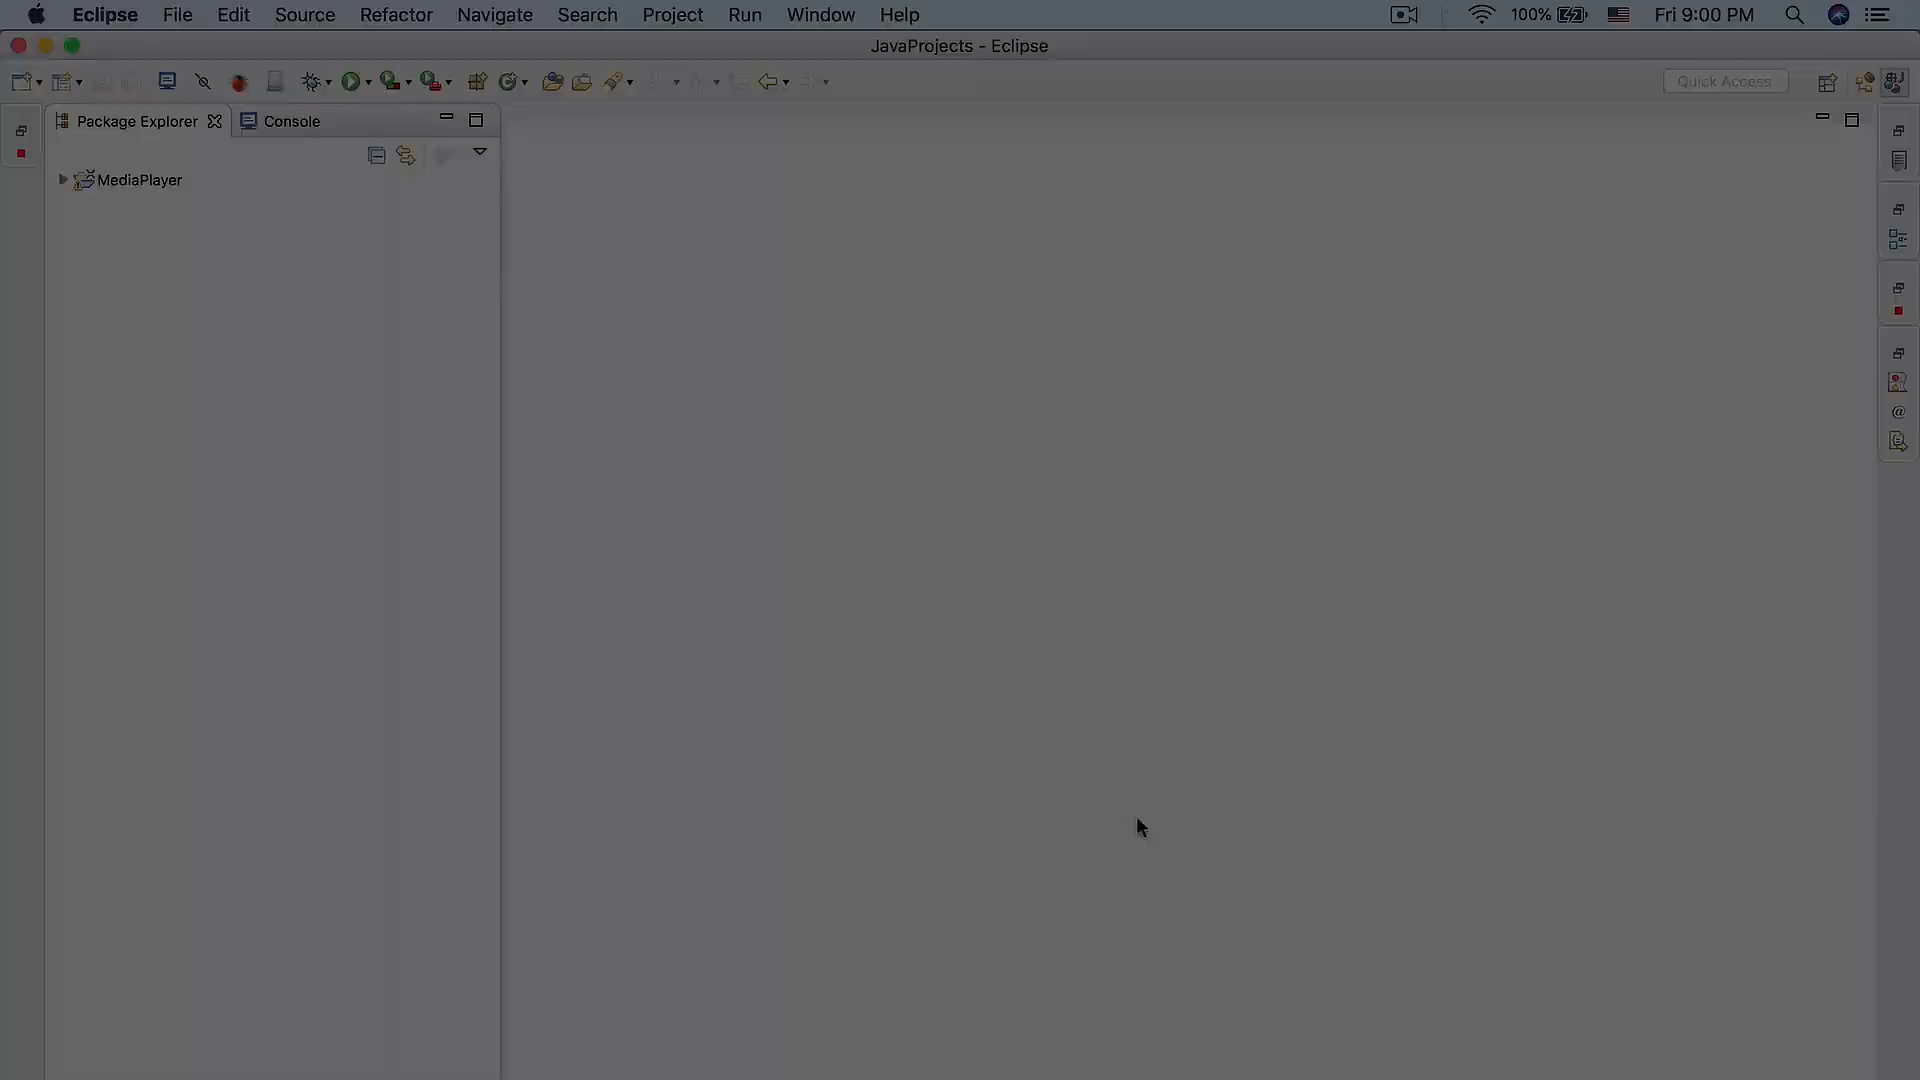 Eclipse File Edit Source Refactor Navigate Search Project Run Window Help 100% Fri 9:00 PM
JavaProjects - Eclipse
Quick Access
Package Explorer Console
MediaPlayer